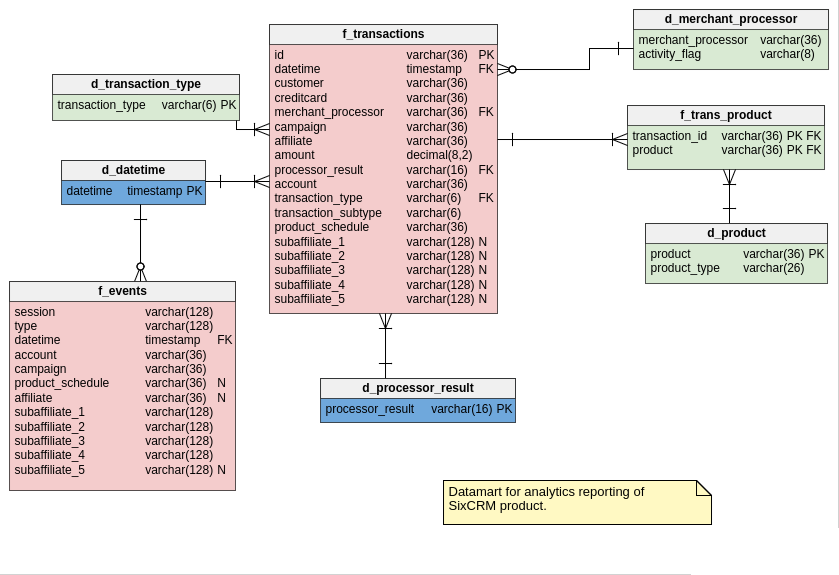 f_transactions
id varchar(36) PK
datetime timestamp FK
customer varchar(36)
creditcard varchar(36)
merchant_processor varchar(36) FK
campaign varchar(36)
affiliate varchar(36)
amount decimal(8,2)
processor_result varchar(16) FK
account varchar(36)
transaction_type varchar(6) FK
transaction_subtype varchar(6)
product_schedule varchar(36)
subaffiliate_1 varchar(128) N
subaffiliate_2 varchar(128) N
subaffiliate_3 varchar(128) N
subaffiliate_4 varchar(128) N
subaffiliate_5 varchar(128) N
d_merchant_processor
merchant_processor varchar(36)
activity_flag varchar(8)
d_transaction_type
transaction_type varchar(6) PK
f_trans_product
transaction_id varchar(36) PK FK
product varchar(36) PK FK
d_datetime
datetime timestamp PK
d_product
product varchar(36) PK
product_type varchar(26)
f_events
session varchar(128)
type varchar(128)
datetime timestamp FK
account varchar(36)
campaign varchar(36)
product_schedule varchar(36) N
affiliate varchar(36) N
subaffiliate_1 varchar(128)
subaffiliate_2 varchar(128)
subaffiliate_3 varchar(128)
subaffiliate_4 varchar(128)
subaffiliate_5 varchar(128) N
d_processor_result
processor_result varchar(16) PK
Datamart for analytics reporting of
SixCRM product.